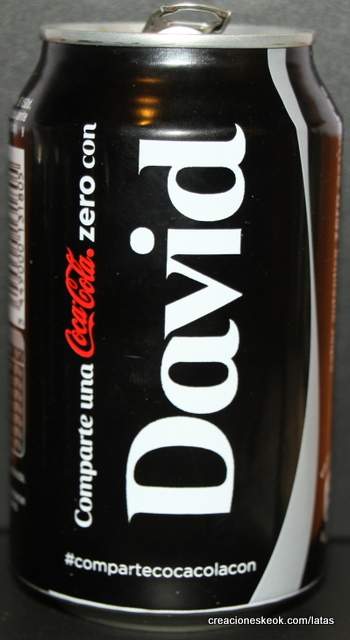 Comparte una Coca-Cola zero con
David
#compartecocacolacon
creacioneskeok.com/latas